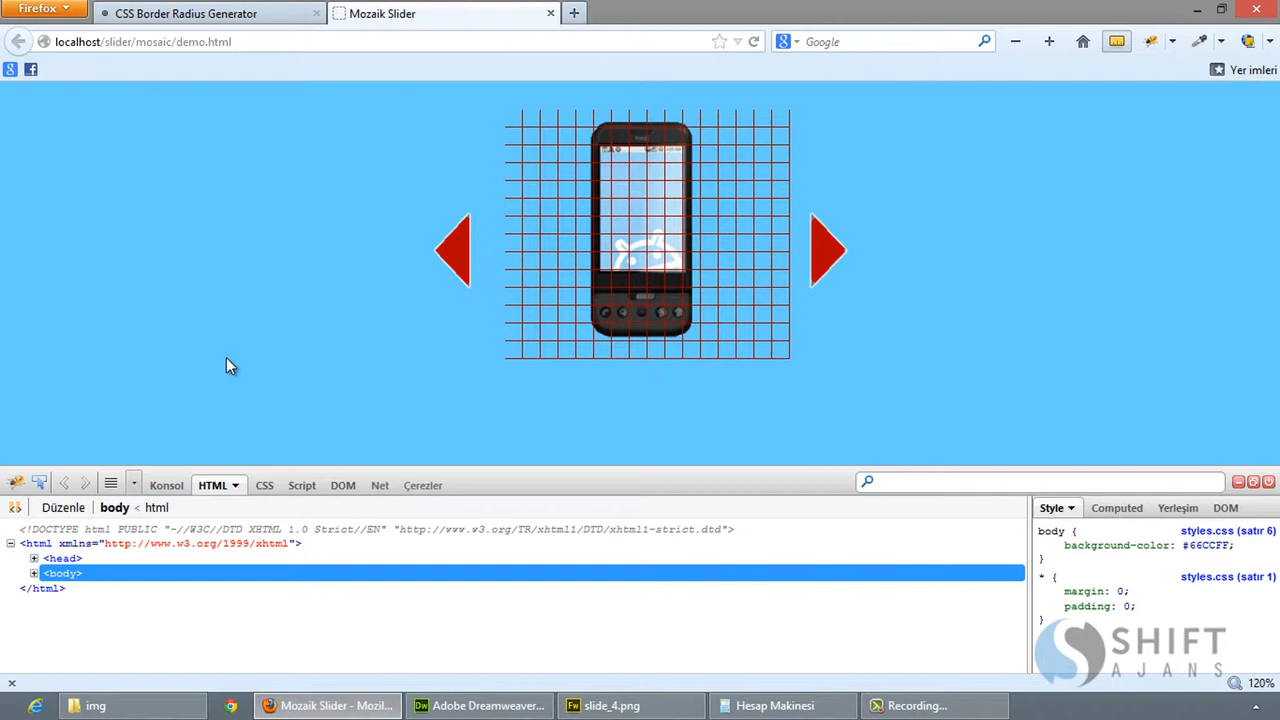 Firefox
CSS Border Radius Generator
Mozaik Slider
localhost/slider/mosaic/demo.html
Google
Yer imleri
Konsol
HTML
CSS
Script
DOM
Net
Çerezler
Düzenle
body < html
Style
Computed
Yerleşim
DOM
<!DOCTYPE html PUBLIC "-//W3C//DTD XHTML 1.0 Strict//EN" "http://www.w3.org/TR/xhtml1/DTD/xhtml1-strict.dtd">
<html xmlns="http://www.w3.org/1999/xhtml">
<head>
<body>
</html>
body {
styles.css (satır 6)
background-color: #66CCFF;
}
* {
styles.css (satır 1)
margin: 0;
padding: 0;
}
SHIFT
AJANS
120%
img
Mozaik Slider - Mozil...
Adobe Dreamweaver...
slide_4.png
Hesap Makinesi
Recording...